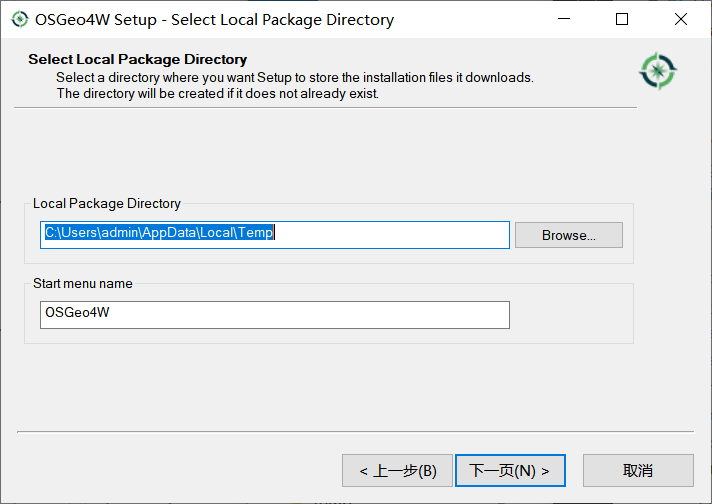 OSGeo4W Setup - Select Local Package Directory
Select Local Package Directory
Select a directory where you want Setup to store the installation files it downloads.
The directory will be created if it does not already exist.
Local Package Directory
C:\Users\admin\AppData\Local\Temp
Browse...
Start menu name
OSGeo4W
< 上一步(B)
下一页(N) >
取消